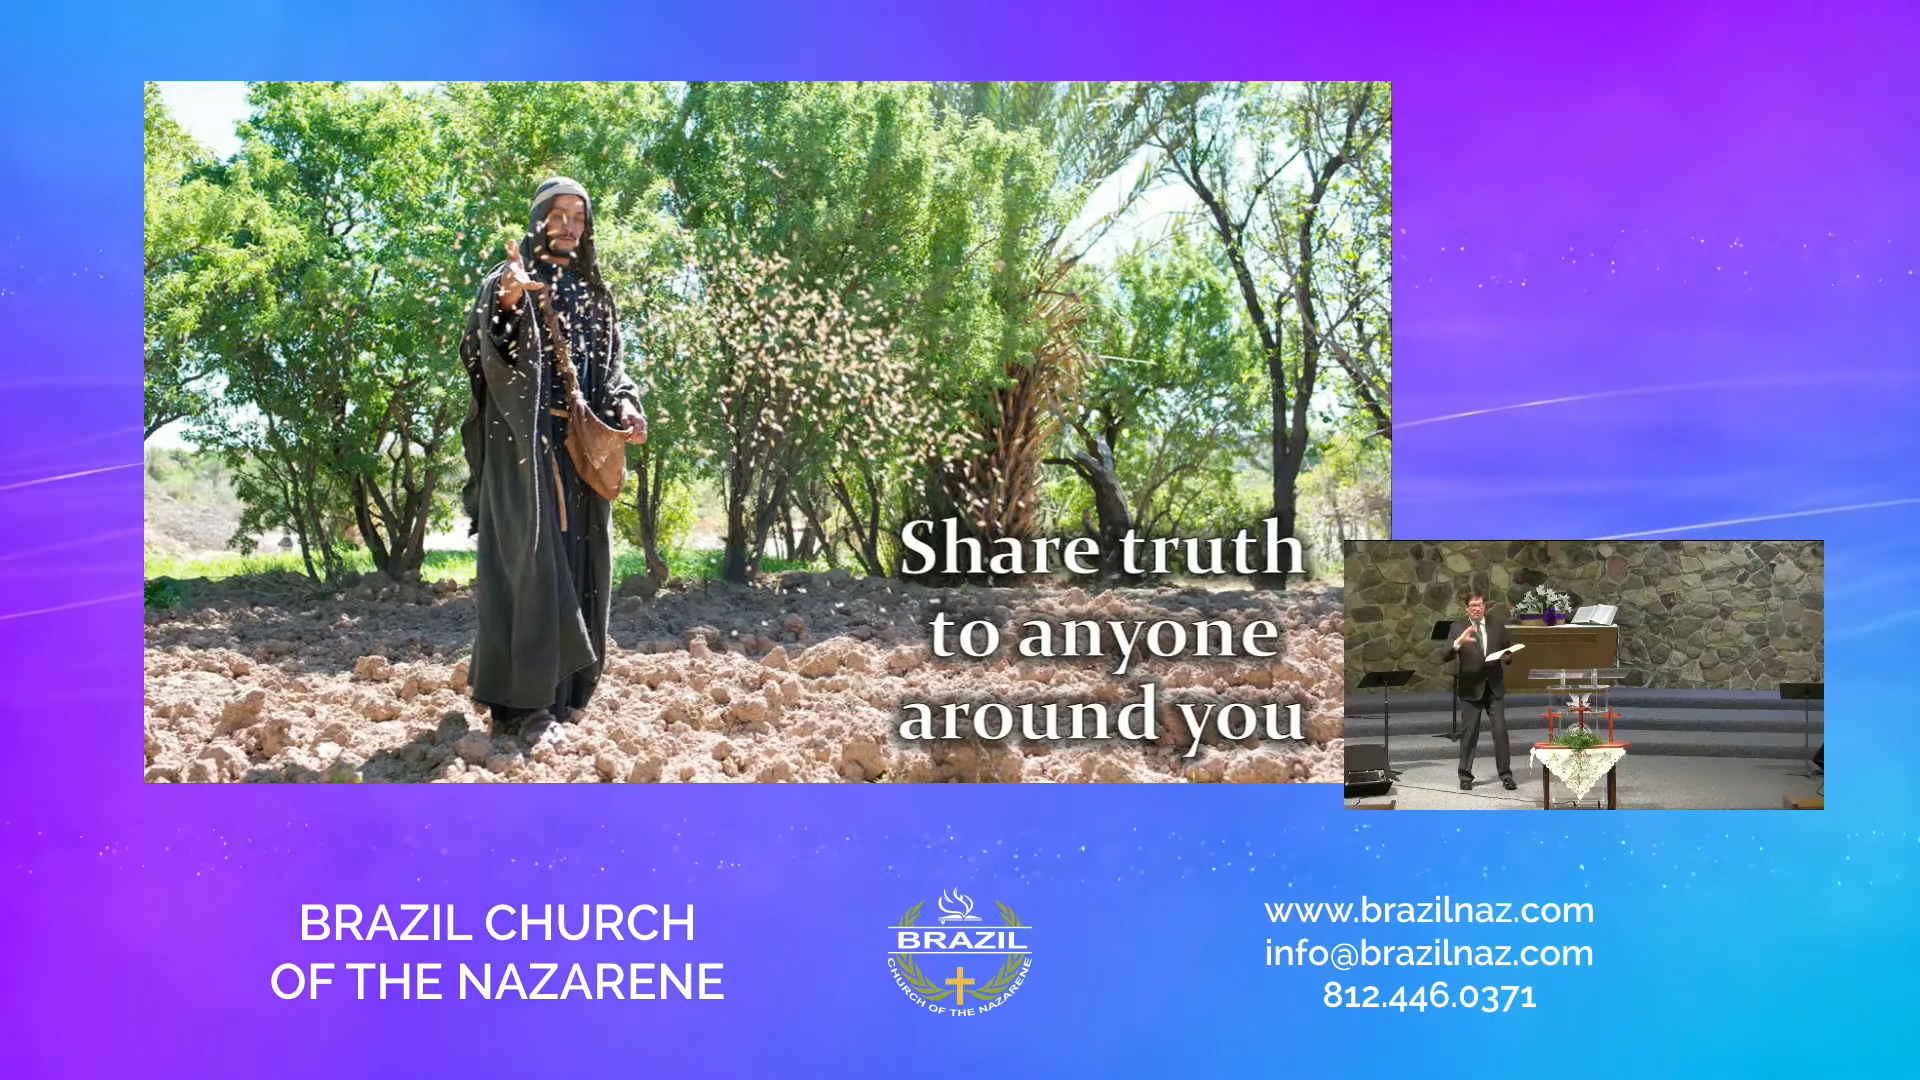 Share truth
to anyone
around you
BRAZIL CHURCH
OF THE NAZARENE
BRAZIL
CHURCH OF THE NAZARENE
www.brazilnaz.com
info@brazilnaz.com
812.446.0371